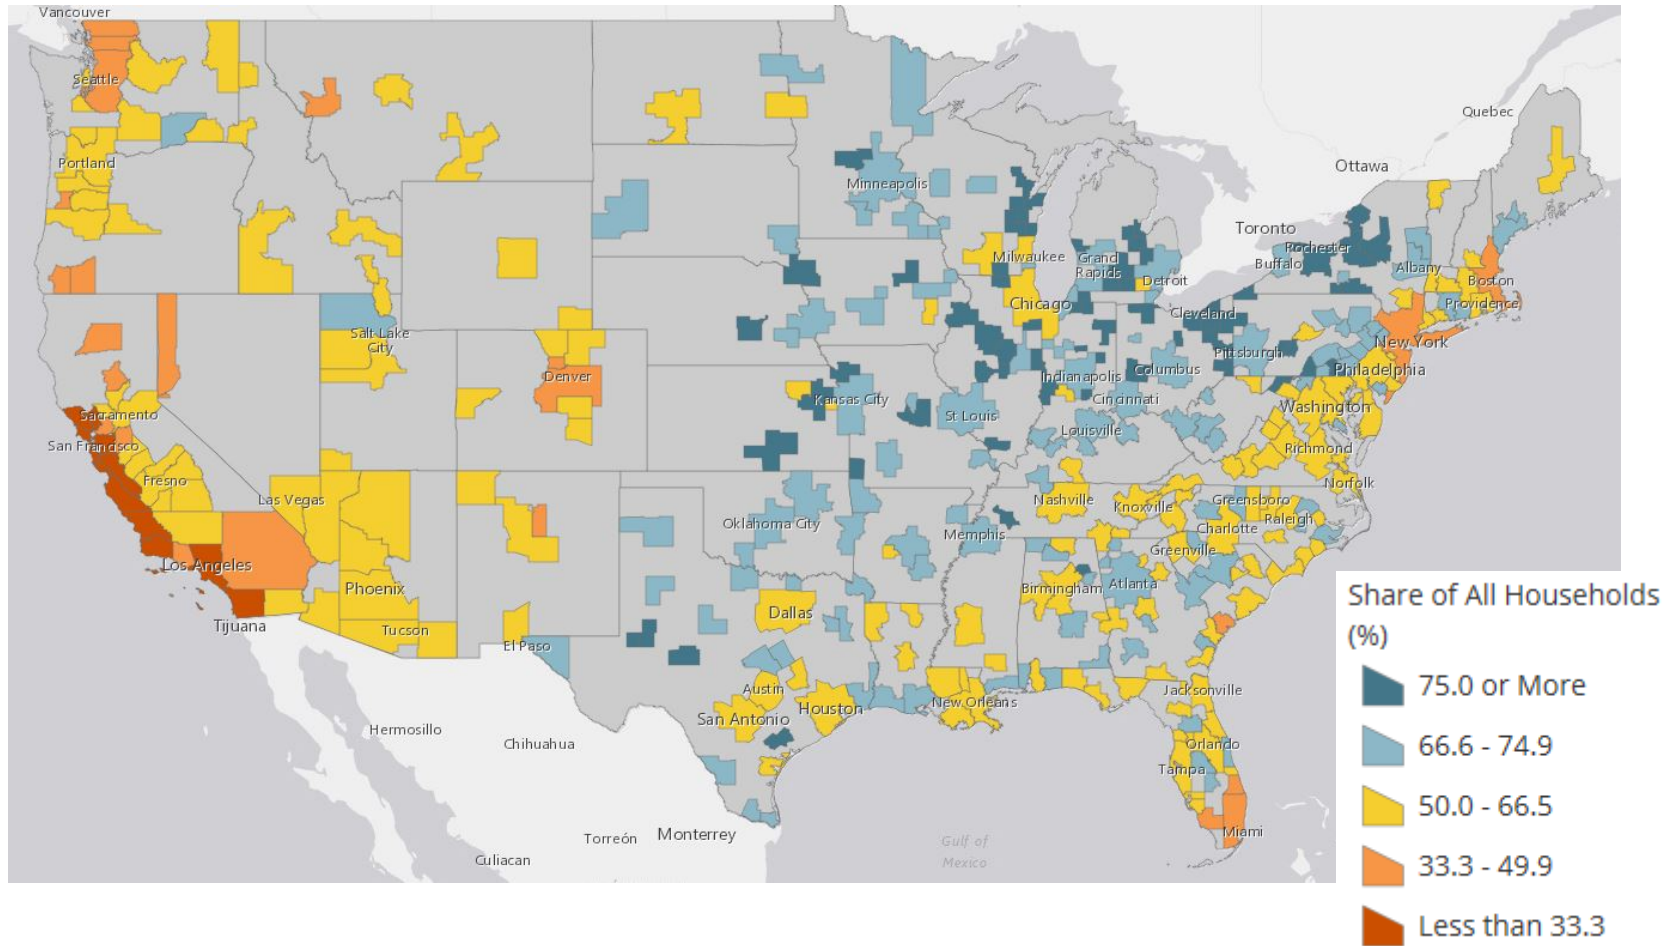 Vancouver
Seattle
Quebec
Portland
Ottawa
Minneapolis
Toronto
Rochester
Milwaukee
Grand
Rapids
Buffalo
Albany
Detroit
Boston
Chicago
Providence
Cleveland
Salt Lake
City
New York
Pittsburgh
Denver
Indianapolis
Columbus
Philadelphia
Kansas City
Cincinnati
Sacramento
St Louis
Washington
Louisville
San Francisco
Richmond
Fresno
Norfolk
Las Vegas
Nashville
Knoxville
Greensboro
Oklahoma City
Raleigh
Charlotte
Memphis
Greenville
Los Angeles
Phoenix
Birmingham
Atlanta
Dallas
Tijuana
Tucson
El Paso
Austin
Jacksonville
New Orleans
Houston
San Antonio
Hermosillo
Chihuahua
Orlando
Tampa
Miami
Torreón
Monterrey
Gulf of
Mexico
Culiacan
Share of All Households
(%)
75.0 or More
66.6 - 74.9
50.0 - 66.5
33.3 - 49.9
Less than 33.3